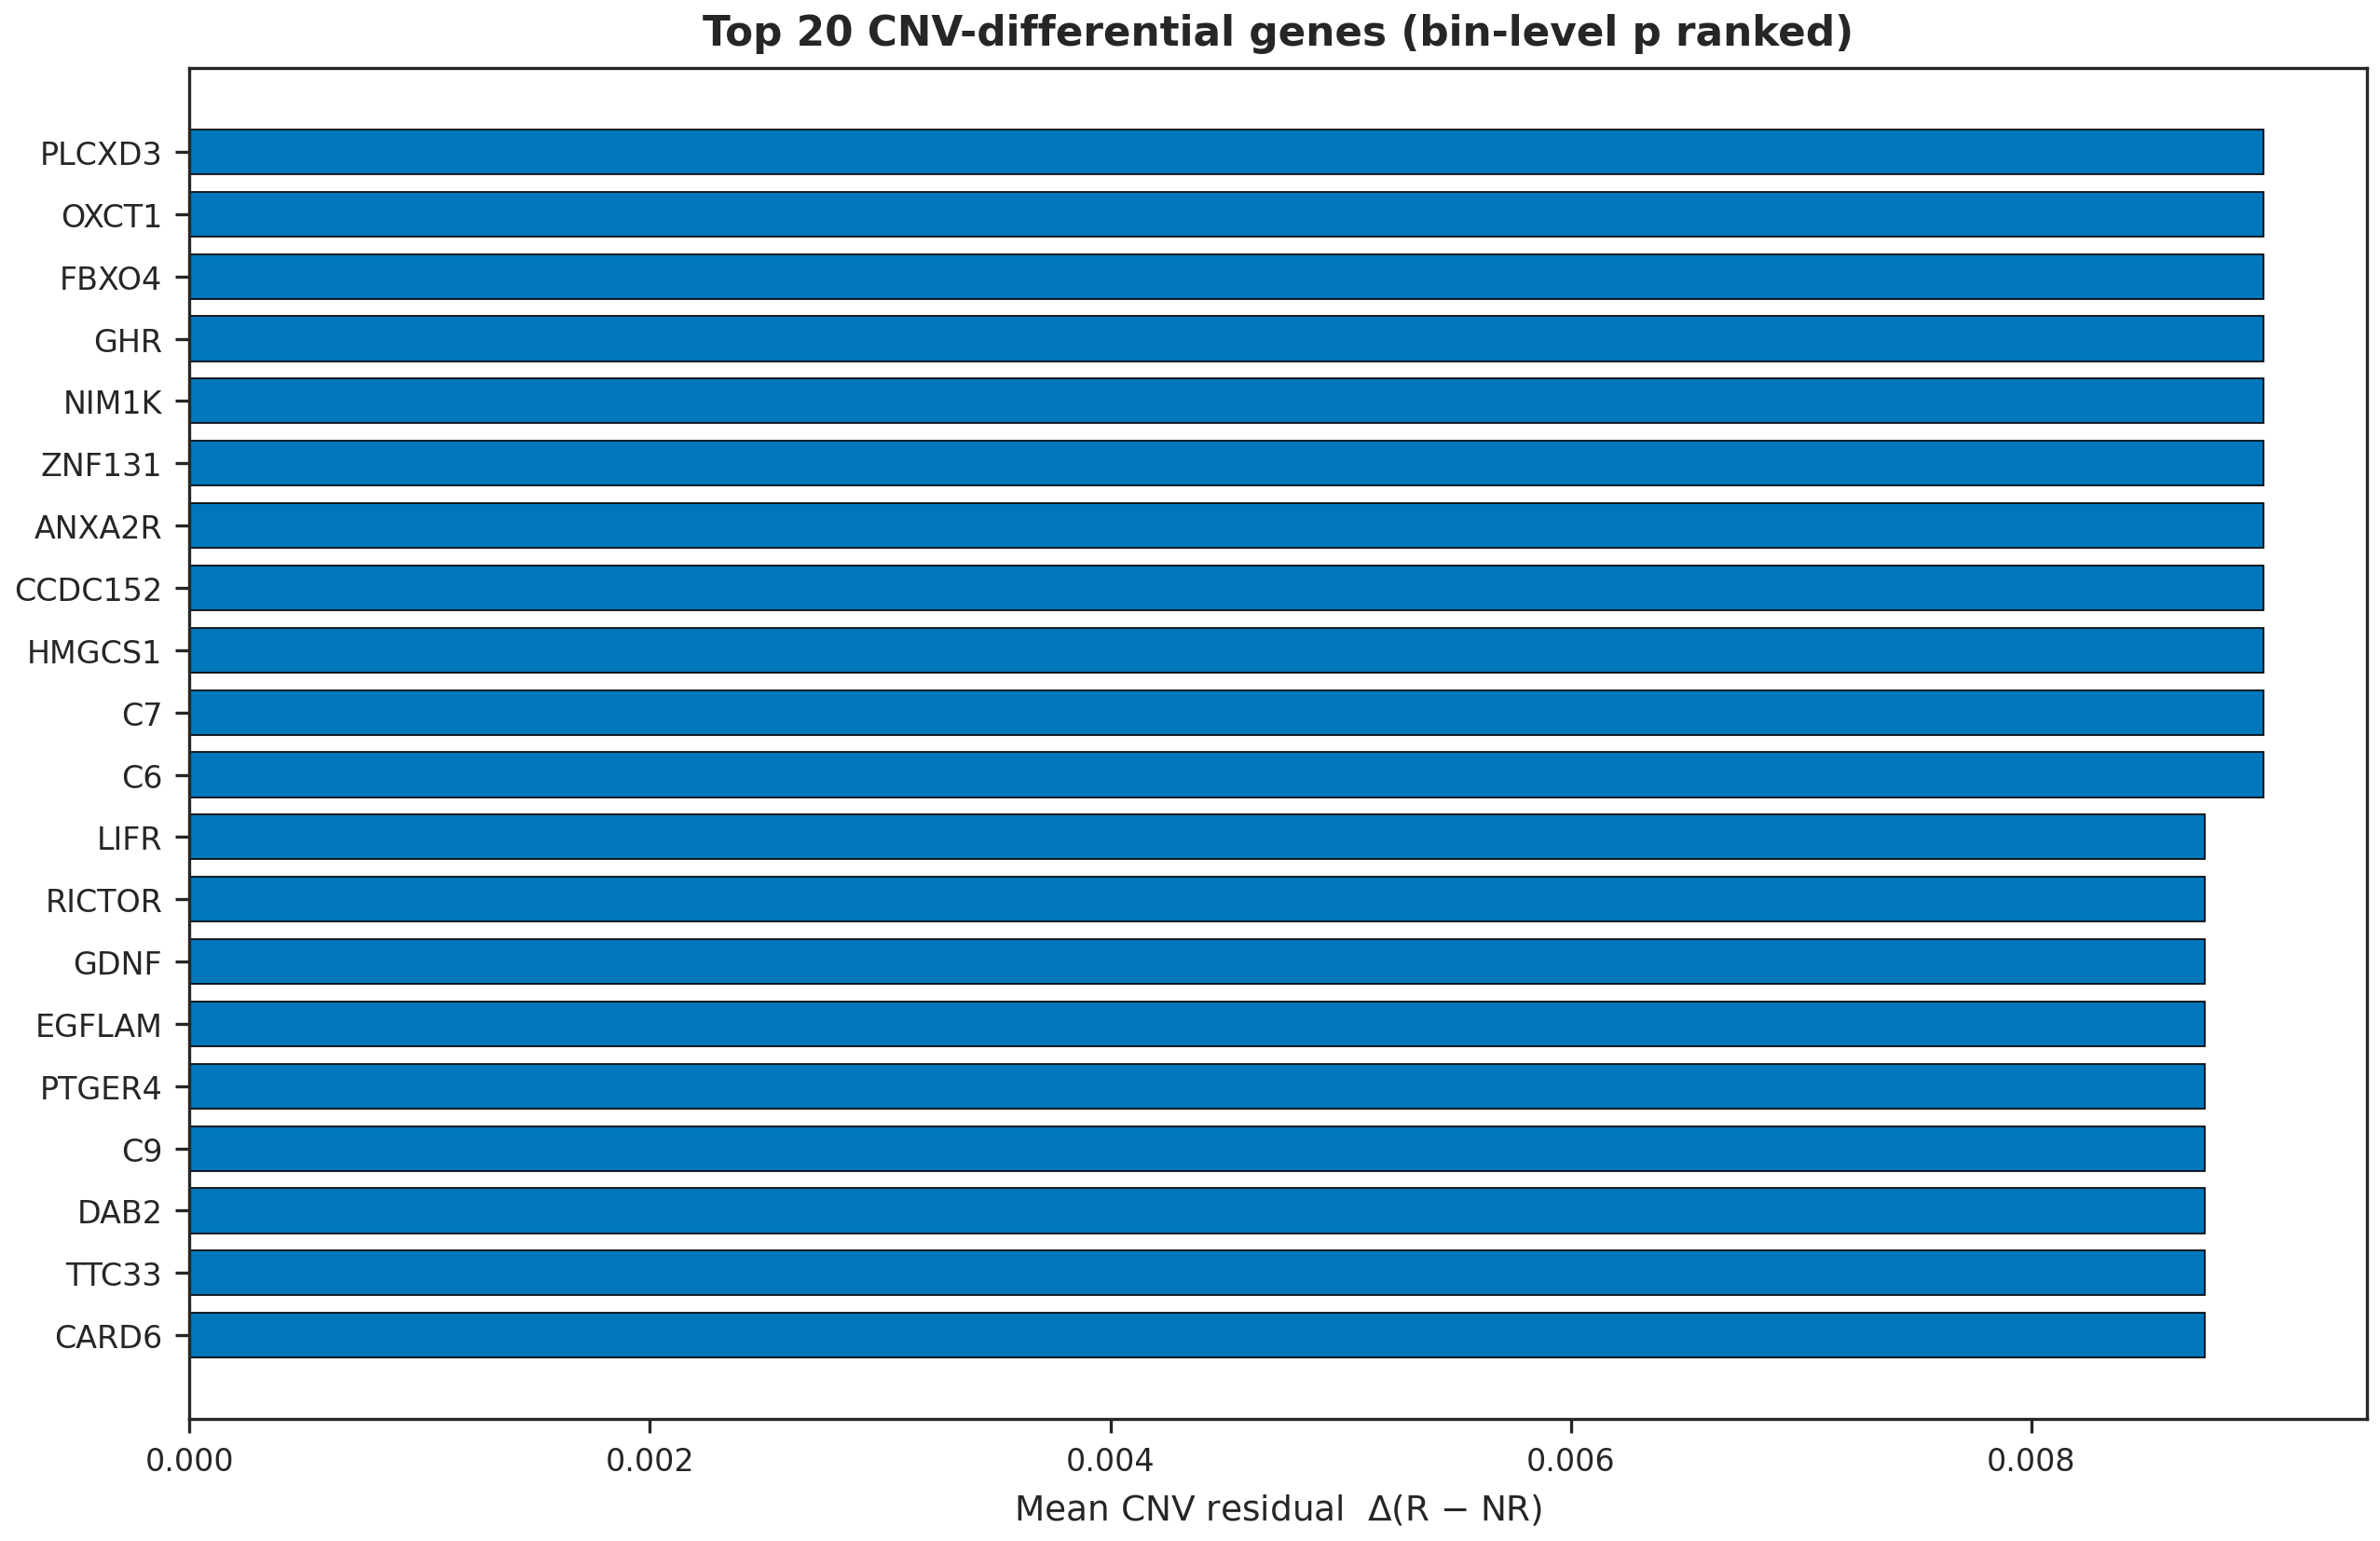 Top 20 CNV-differential genes (bin-level p ranked)
PLCXD3
OXCT1
FBXO4
GHR
NIM1K
ZNF131
ANXA2R
CCDC152
HMGCS1
C7
C6
LIFR
RICTOR
GDNF
EGFLAM
PTGER4
C9
DAB2
TTC33
CARD6
0.000 0.002 0.004 0.006 0.008
Mean CNV residual Δ(R − NR)